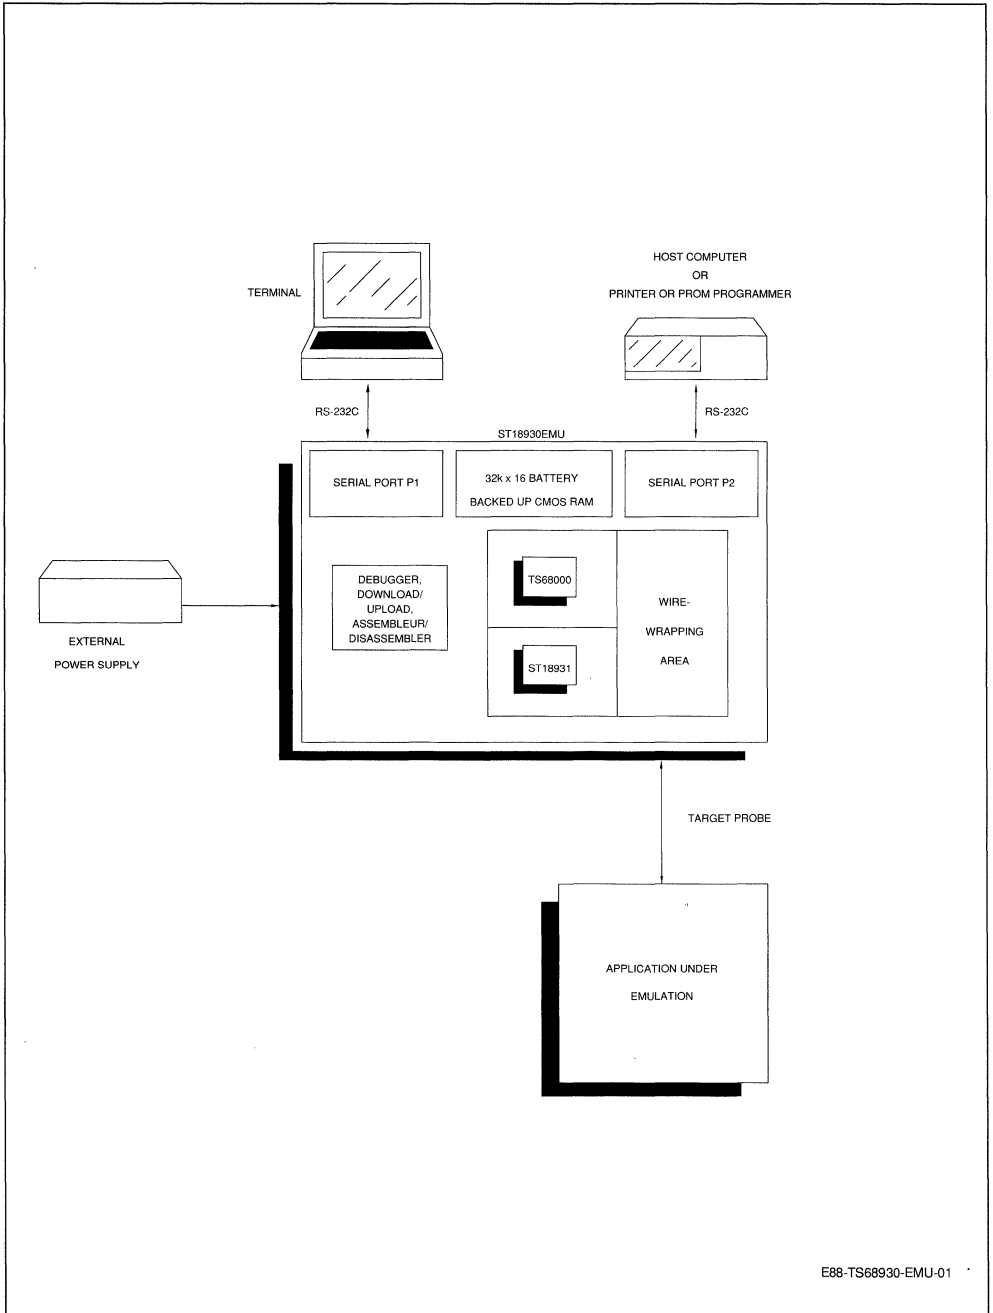 HOST COMPUTER
OR
PRINTER OR PROM PROGRAMMER
TERMINAL
RS-232C
RS-232C
ST18930EMU
SERIAL PORT P1
32k x 16 BATTERY
BACKED UP CMOS RAM
SERIAL PORT P2
DEBUGGER,
DOWNLOAD/
UPLOAD,
ASSEMBLEUR/
DISASSEMBLER
TS68000
ST18931
WIRE-
WRAPPING
AREA
EXTERNAL
POWER SUPPLY
TARGET PROBE
APPLICATION UNDER
EMULATION
E88-TS68930-EMU-01